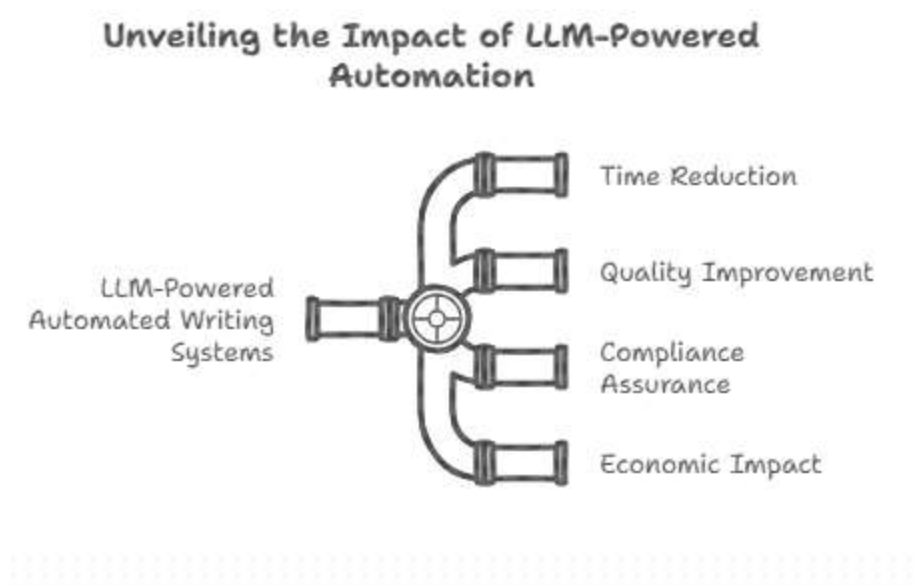 Unveiling the Impact of LLM-Powered
Automation
Time Reduction
Quality Improvement
LLM-Powered
Automated Writing
Systems
Compliance
Assurance
Economic Impact